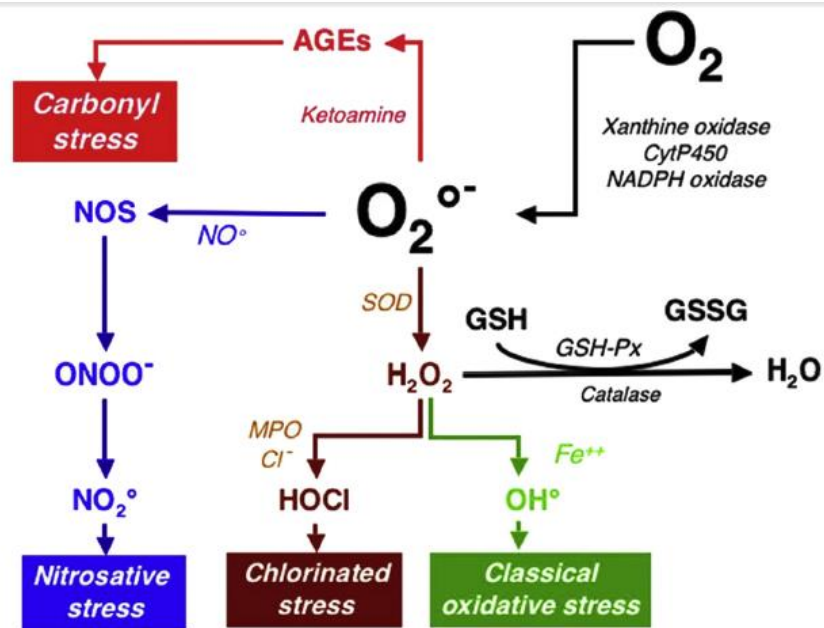 AGEs
O₂
Carbonyl
stress
Ketoamine
Xanthine oxidase
CytP450
NADPH oxidase
NOS
NO°
O₂°⁻
SOD
GSH
GSSG
GSH-Px
ONOO⁻
H₂O₂
H₂O
Catalase
MPO
Cl⁻
Fe⁺⁺
NO₂°
HOCl
OH°
Nitrosative
stress
Chlorinated
stress
Classical
oxidative stress